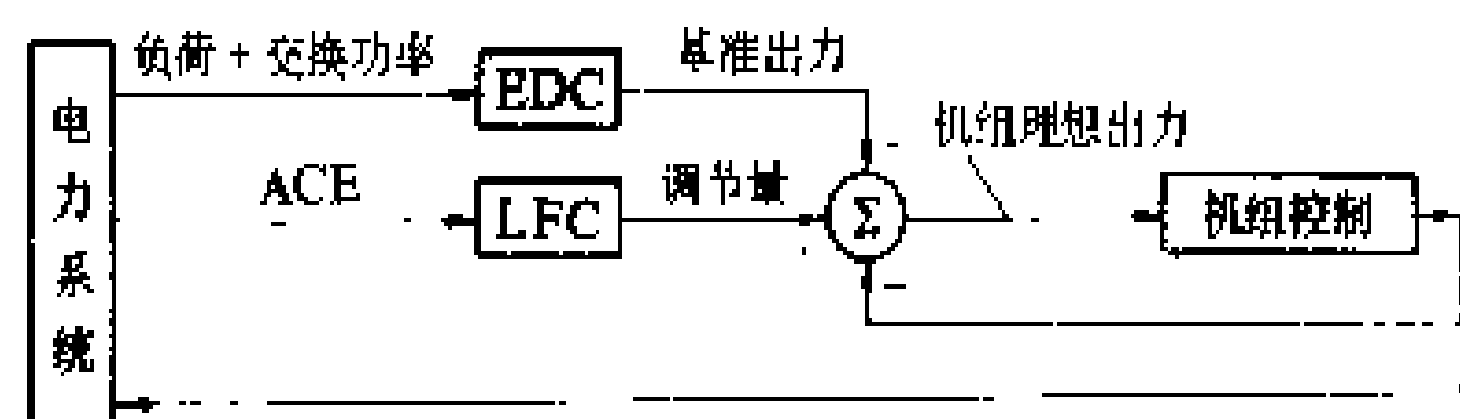 负荷 + 交换功率
EDC
基准出力
电力系统
ACE
LFC
调节量
Σ
机组理想出力
机组控制